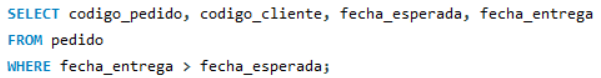 SELECT codigo_pedido, codigo_cliente, fecha_esperada, fecha_entrega
FROM pedido
WHERE fecha_entrega > fecha_esperada;